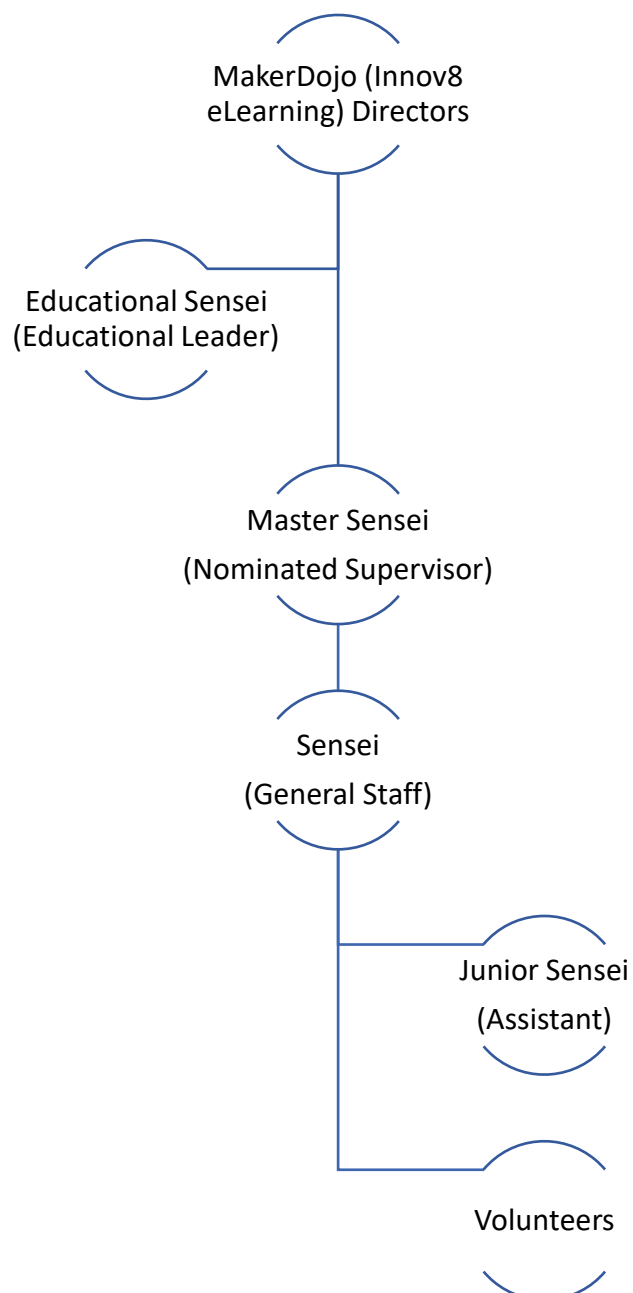 MakerDojo (Innov8
eLearning) Directors
Educational Sensei
(Educational Leader)
Master Sensei
(Nominated Supervisor)
Sensei
(General Staff)
Junior Sensei
(Assistant)
Volunteers